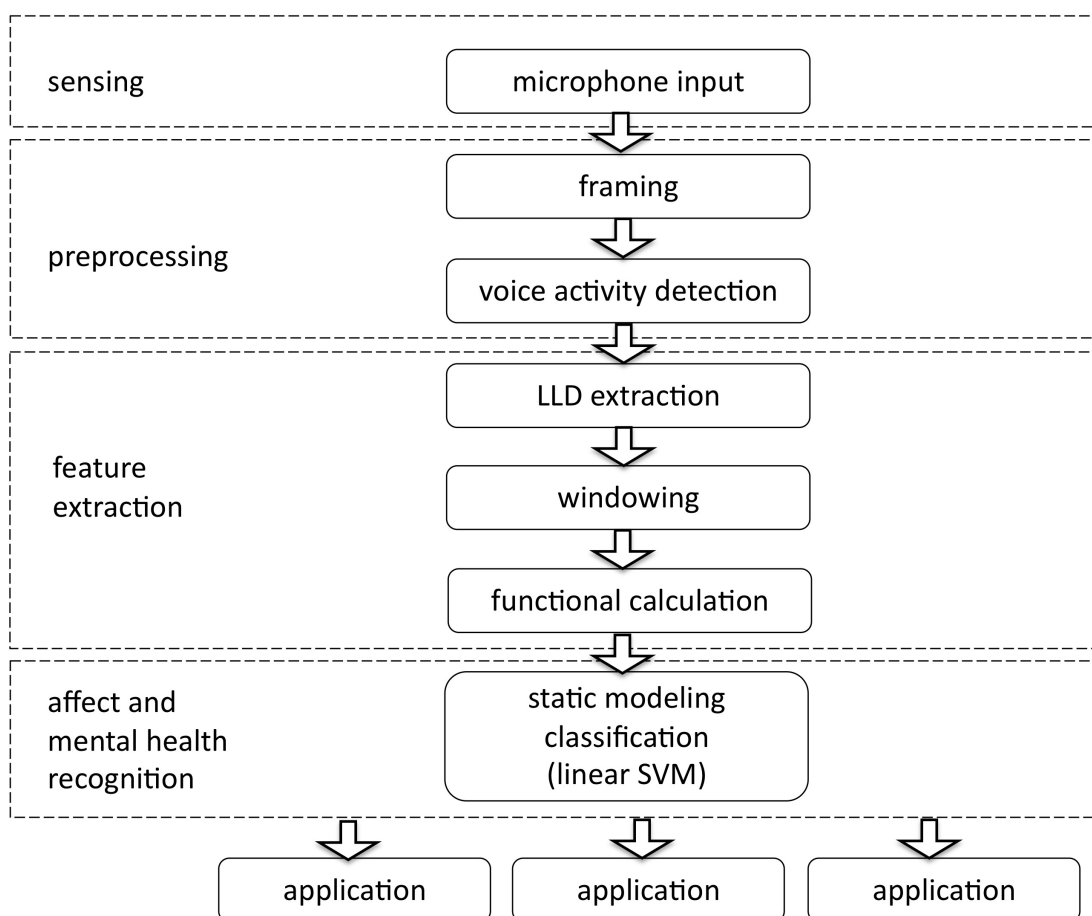 sensing
microphone input
framing
preprocessing
voice activity detection
LLD extraction
feature
extraction
windowing
functional calculation
affect and
mental health
recognition
static modeling
classification
(linear SVM)
application
application
application